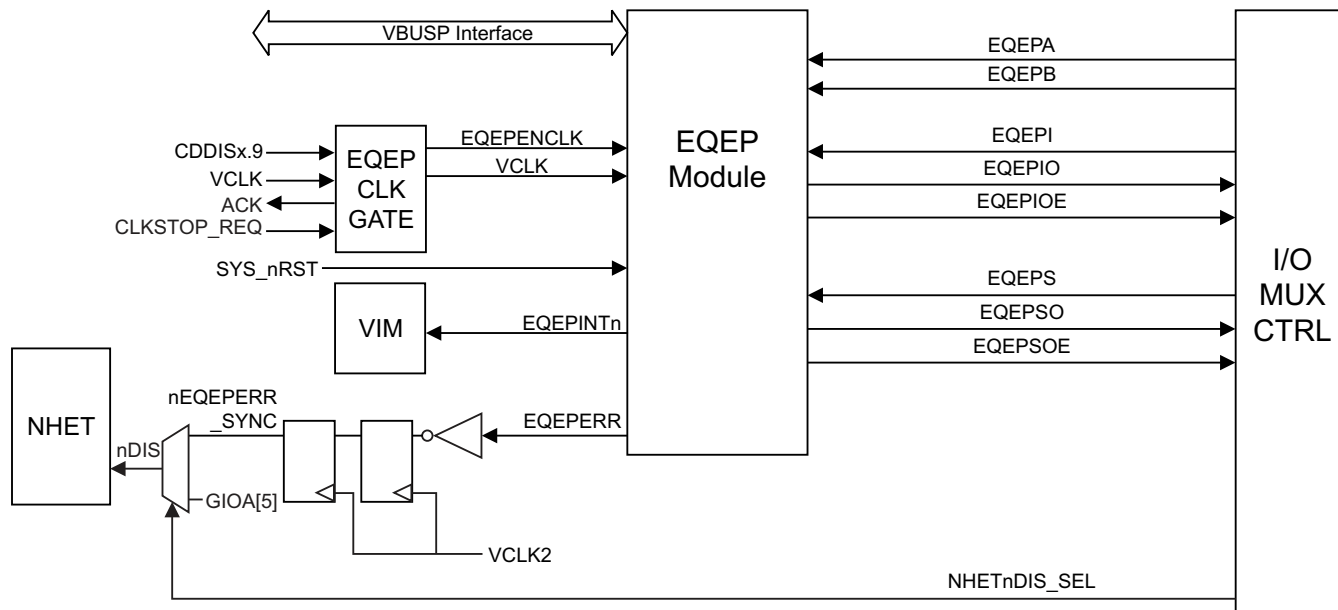 VBUSP Interface
EQEPA
EQEPB
EQEP
Module
EQEPENCLK
VCLK
CDDISx.9
VCLK
ACK
CLKSTOP_REQ
EQEP
CLK
GATE
EQEPI
EQEPIO
EQEPIOE
SYS_nRST
EQEPS
EQEPSO
EQEPSOE
I/O
MUX
CTRL
VIM
EQEPINTn
NHET
nDIS
nEQEPERR
_SYNC
EQEPERR
GIOA[5]
VCLK2
NHETnDIS_SEL